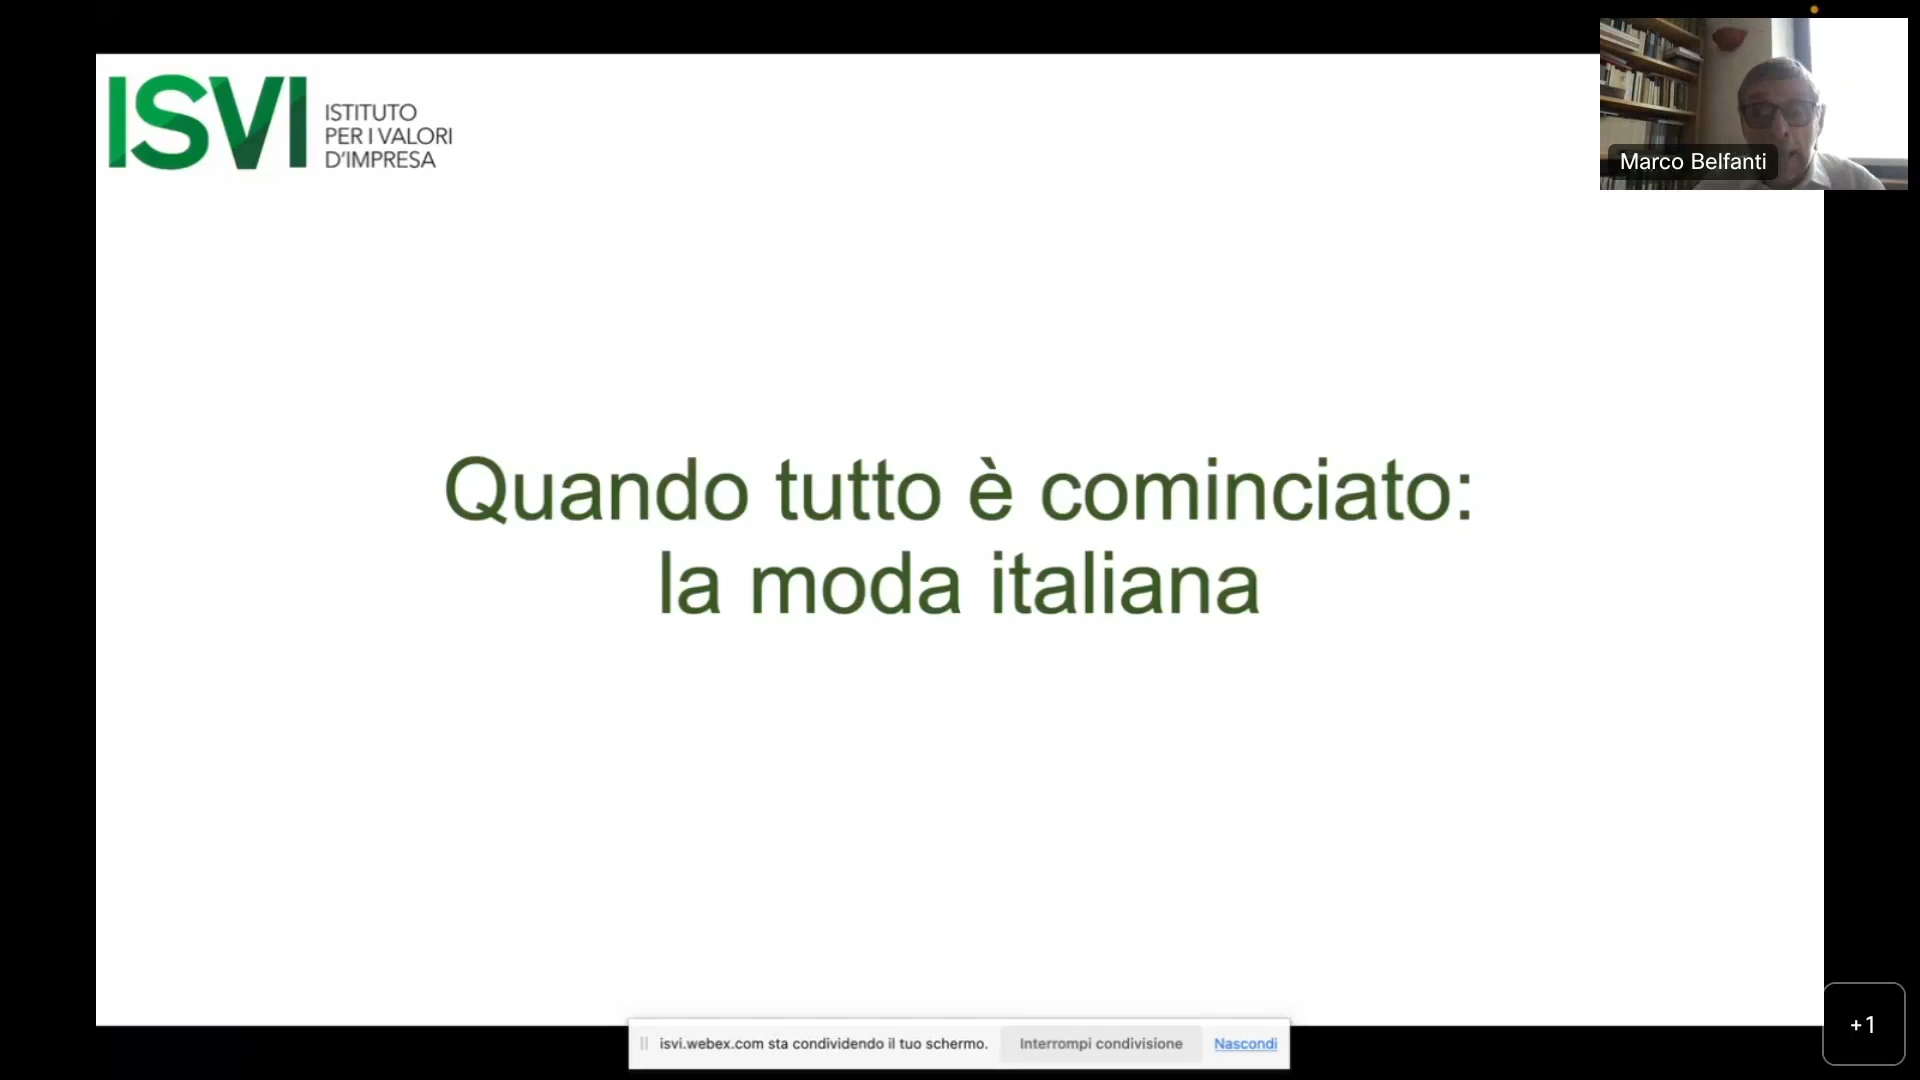 ISVI
ISTITUTO
PER I VALORI
D'IMPRESA
Marco Belfanti
Quando tutto è cominciato:
la moda italiana
isvi.webex.com sta condividendo il tuo schermo. Interrompi condivisione Nascondi
+1